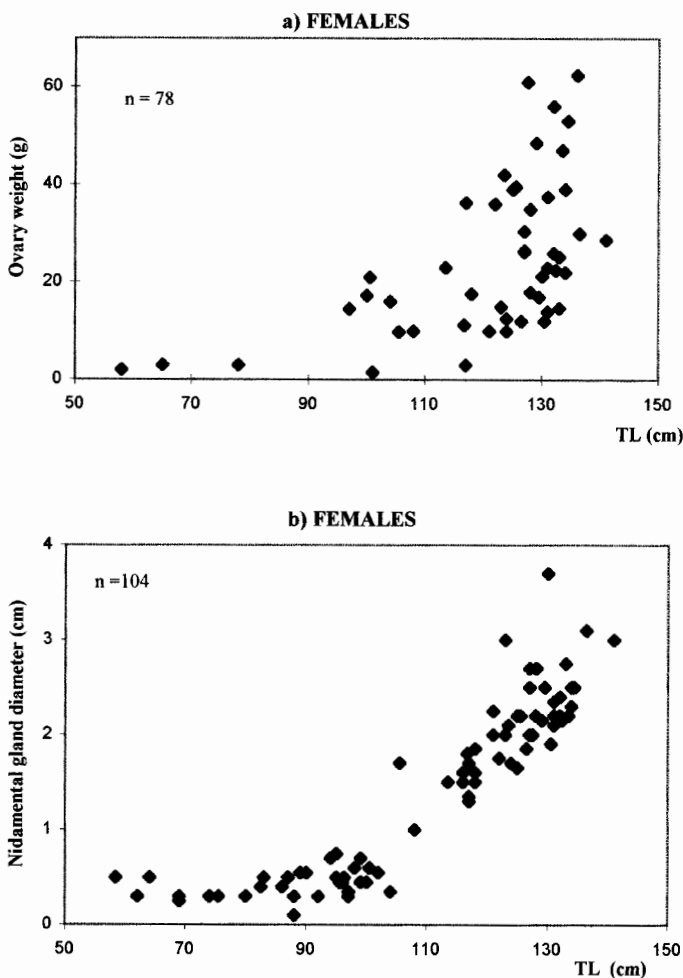 a) FEMALES
n = 78
Ovary weight (g)
60
40
20
0
50 70 90 110 130 150
TL (cm)
b) FEMALES
n =104
Nidamental gland diameter (cm)
4
3
2
1
0
50 70 90 110 130 150
TL (cm)